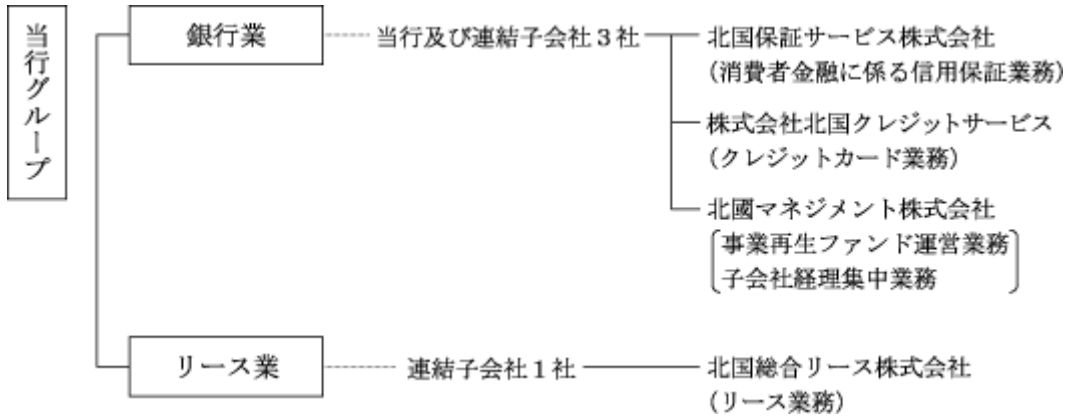 当行グループ
銀行業
当行及び連結子会社3社
北国保証サービス株式会社
(消費者金融に係る信用保証業務)
株式会社北国クレジットサービス
(クレジットカード業務)
北國マネジメント株式会社
事業再生ファンド運営業務
子会社経理集中業務
リース業
連結子会社1社
北国総合リース株式会社
(リース業務)